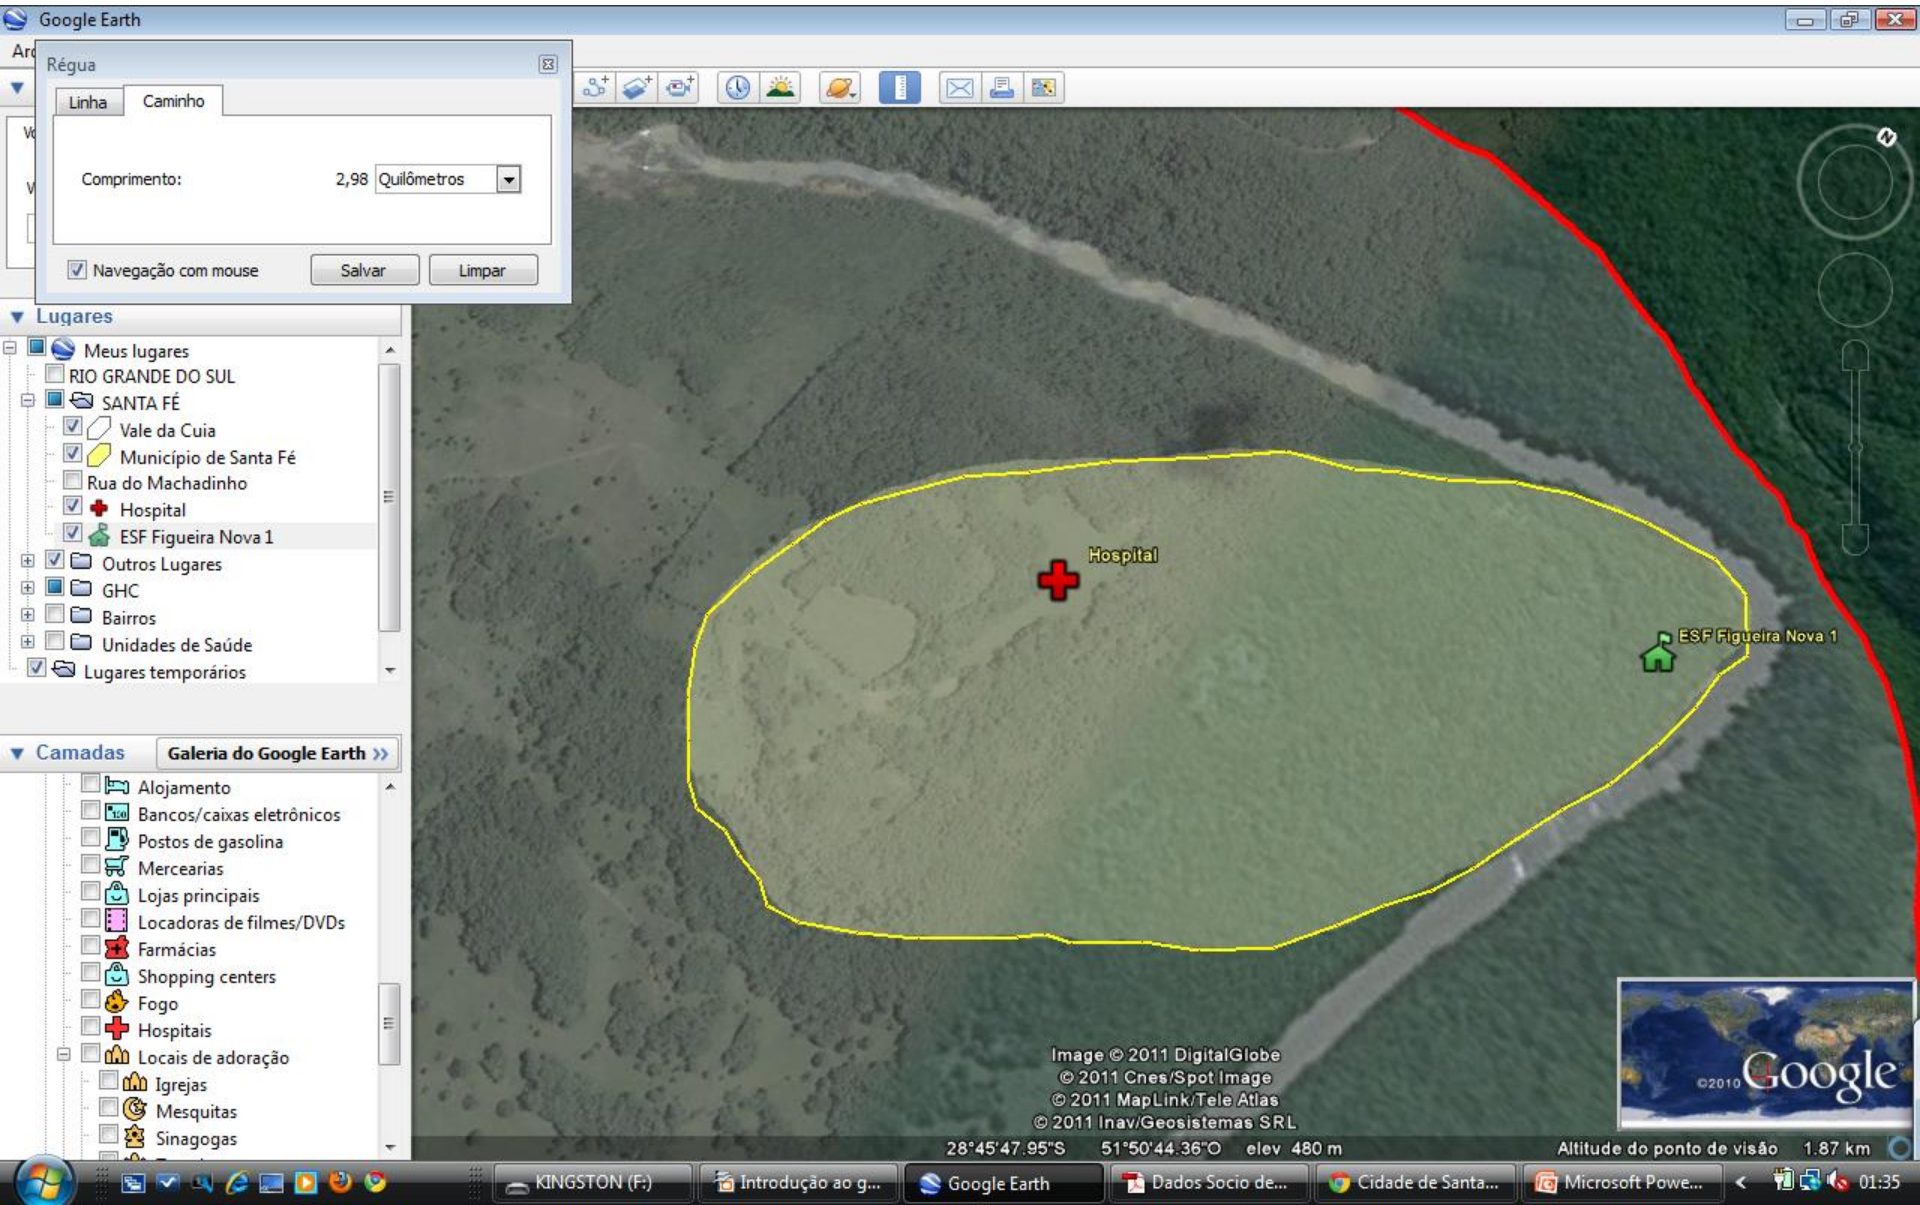 Google Earth
Régua
Linha
Caminho
Comprimento:
2,98
Quilômetros
Navegação com mouse
Salvar
Limpar
Lugares
Meus lugares
RIO GRANDE DO SUL
SANTA FÉ
Vale da Cuia
Município de Santa Fé
Rua do Machadinho
Hospital
ESF Figueira Nova 1
Outros Lugares
GHC
Bairros
Unidades de Saúde
Lugares temporários
Camadas
Galeria do Google Earth >>
Alojamento
Bancos/caixas eletrônicos
Postos de gasolina
Mercearias
Lojas principais
Locadoras de filmes/DVDs
Farmácias
Shopping centers
Fogo
Hospitais
Locais de adoração
Igrejas
Mesquitas
Sinagogas
N
Hospital
ESF Figueira Nova 1
Image © 2011 DigitalGlobe
© 2011 Cnes/Spot Image
© 2011 MapLink/Tele Atlas
© 2011 Inav/Geosistemas SRL
©2010 Google
28°45'47.95"S 51°50'44.36"O elev 480 m
Altitude do ponto de visão 1.87 km
KINGSTON (F:)
Introdução ao g...
Google Earth
Dados Socio de...
Cidade de Santa...
Microsoft Powe...
01:35